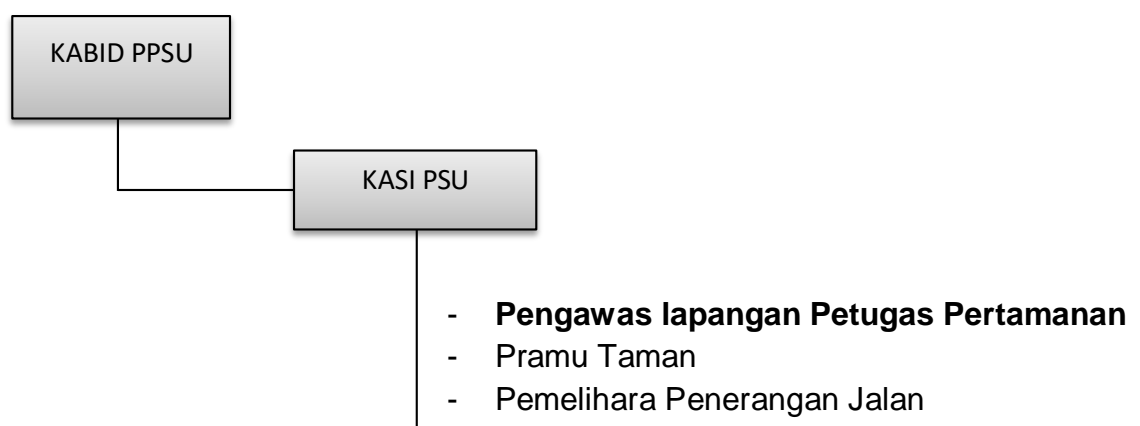 KABID PPSU
KASI PSU
- Pengawas lapangan Petugas Pertamanan
- Pramu Taman
- Pemelihara Penerangan Jalan